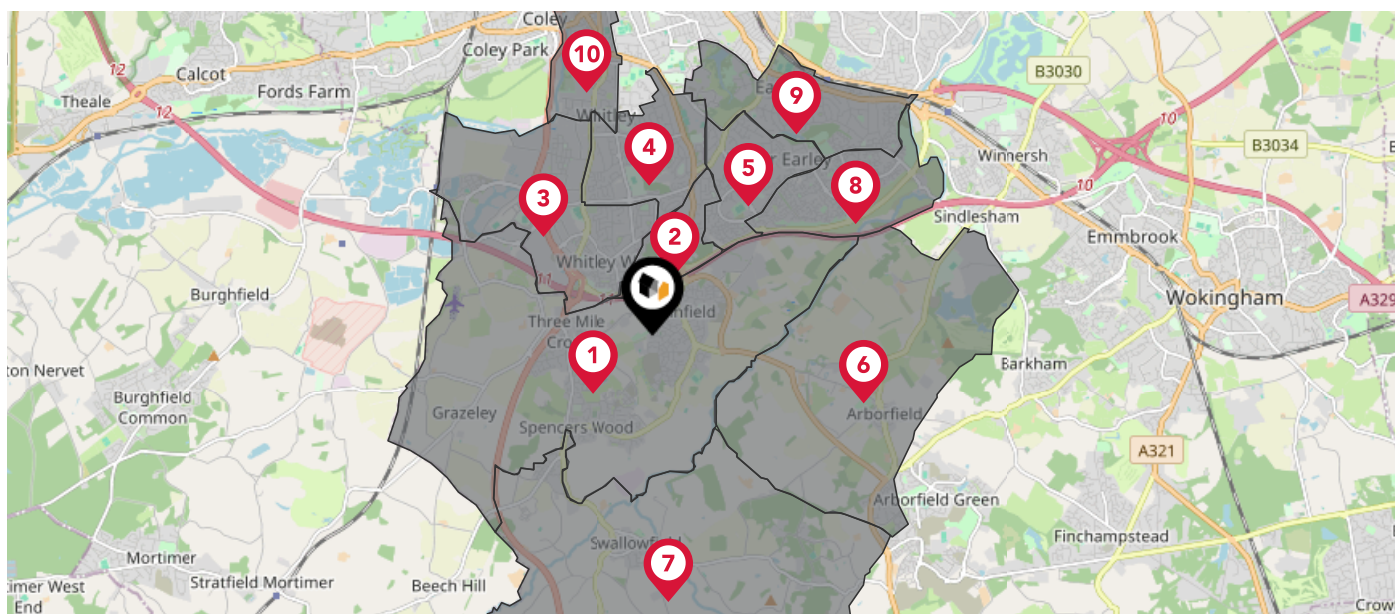 Coley
10
Coley Park
12
Calcot
B3030
Ea
9
Fords Farm
Theale
12
Whitley
10
4
B3034
r Earley
5
Winnersh
8
3
10
Sindlesham
2
Emmbrook
Whitley W
11
Burghfield
Wokingham
A329
nfield
Three Mile
Cro
1
6
Barkham
ton Nervet
Burghfield
Common
Grazeley
Arborfield
Spencers Wood
A321
Arborfield Green
Swallowfield
Finchampstead
7
Mortimer
Stratfield Mortimer
Beech Hill
timer West
End
Crow